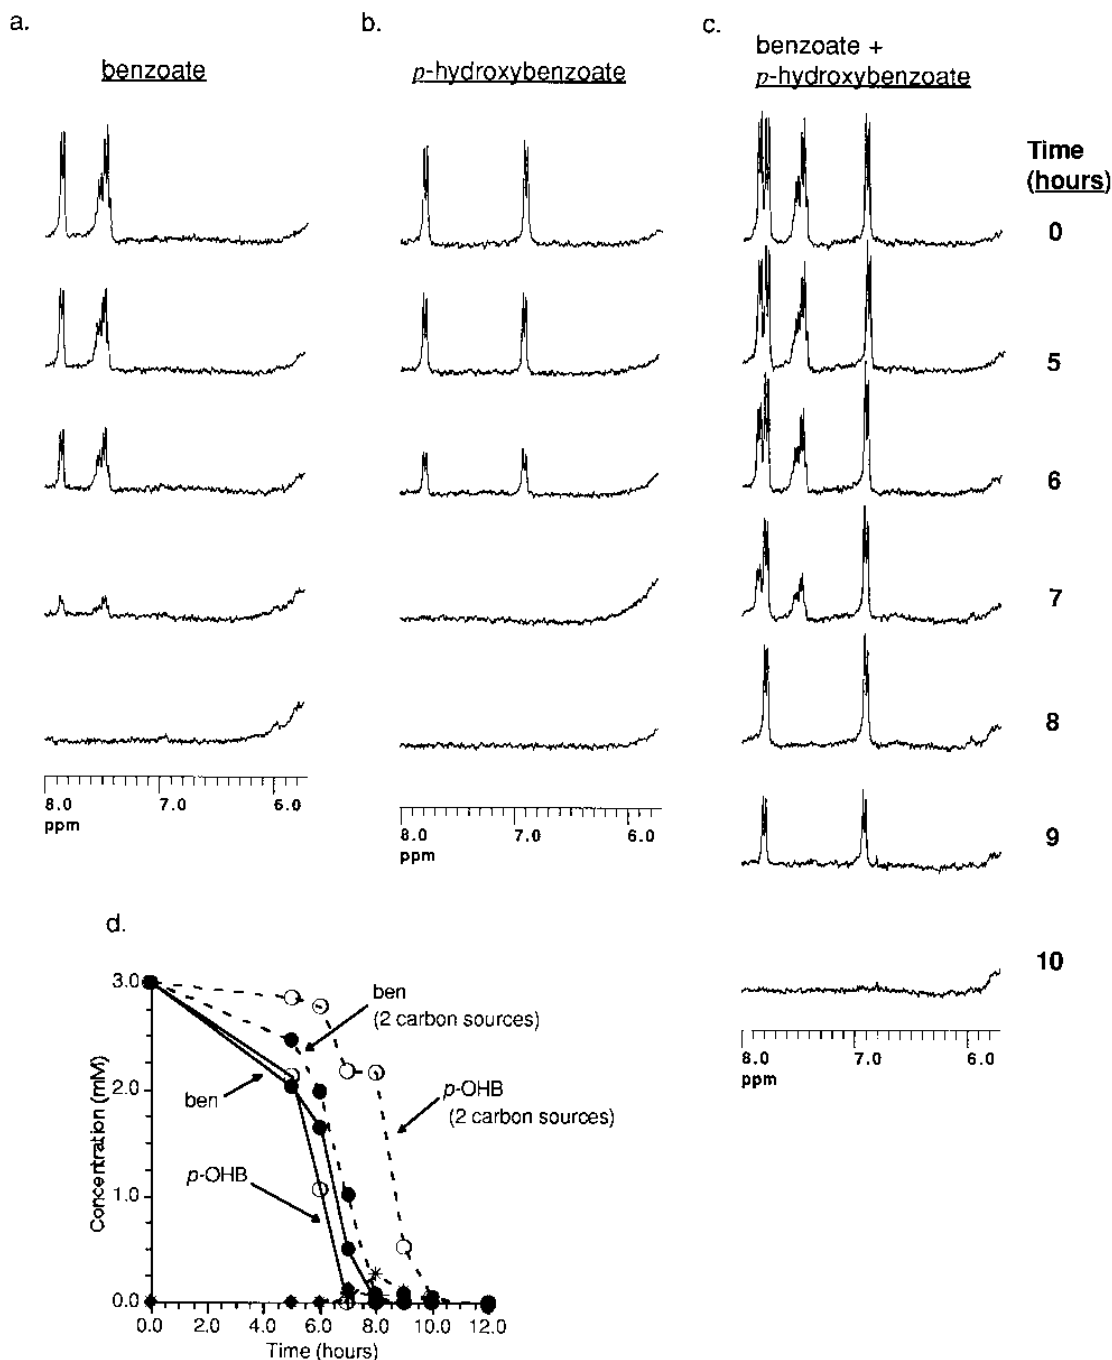 a.
benzoate
b.
p-hydroxybenzoate
c.
benzoate +
p-hydroxybenzoate
Time
(hours)
0
5
6
7
8
9
10
8.0 7.0 6.0
ppm
8.0 7.0 6.0
ppm
8.0 7.0 6.0
ppm
d.
Concentration (mM)
3.0
2.0
1.0
0.0
ben
(2 carbon sources)
ben
p-OHB
(2 carbon sources)
p-OHB
0.0 2.0 4.0 6.0 8.0 10.0 12.0
Time (hours)